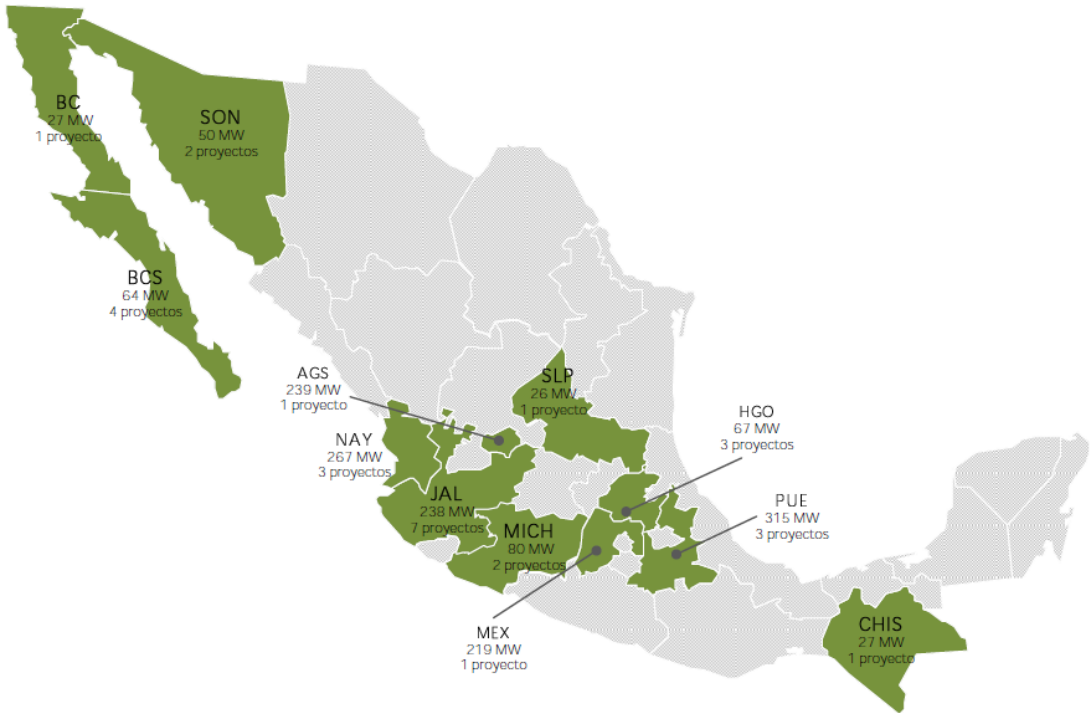 BC
27 MW
1 proyecto
SON
50 MW
2 proyectos
BCS
64 MW
4 proyectos
AGS
239 MW
1 proyecto
SLP
26 MW
1 proyecto
HGO
67 MW
3 proyectos
NAY
267 MW
3 proyectos
JAL
238 MW
7 proyectos
MICH
80 MW
2 proyectos
PUE
315 MW
3 proyectos
MEX
219 MW
1 proyecto
CHIS
27 MW
1 proyecto